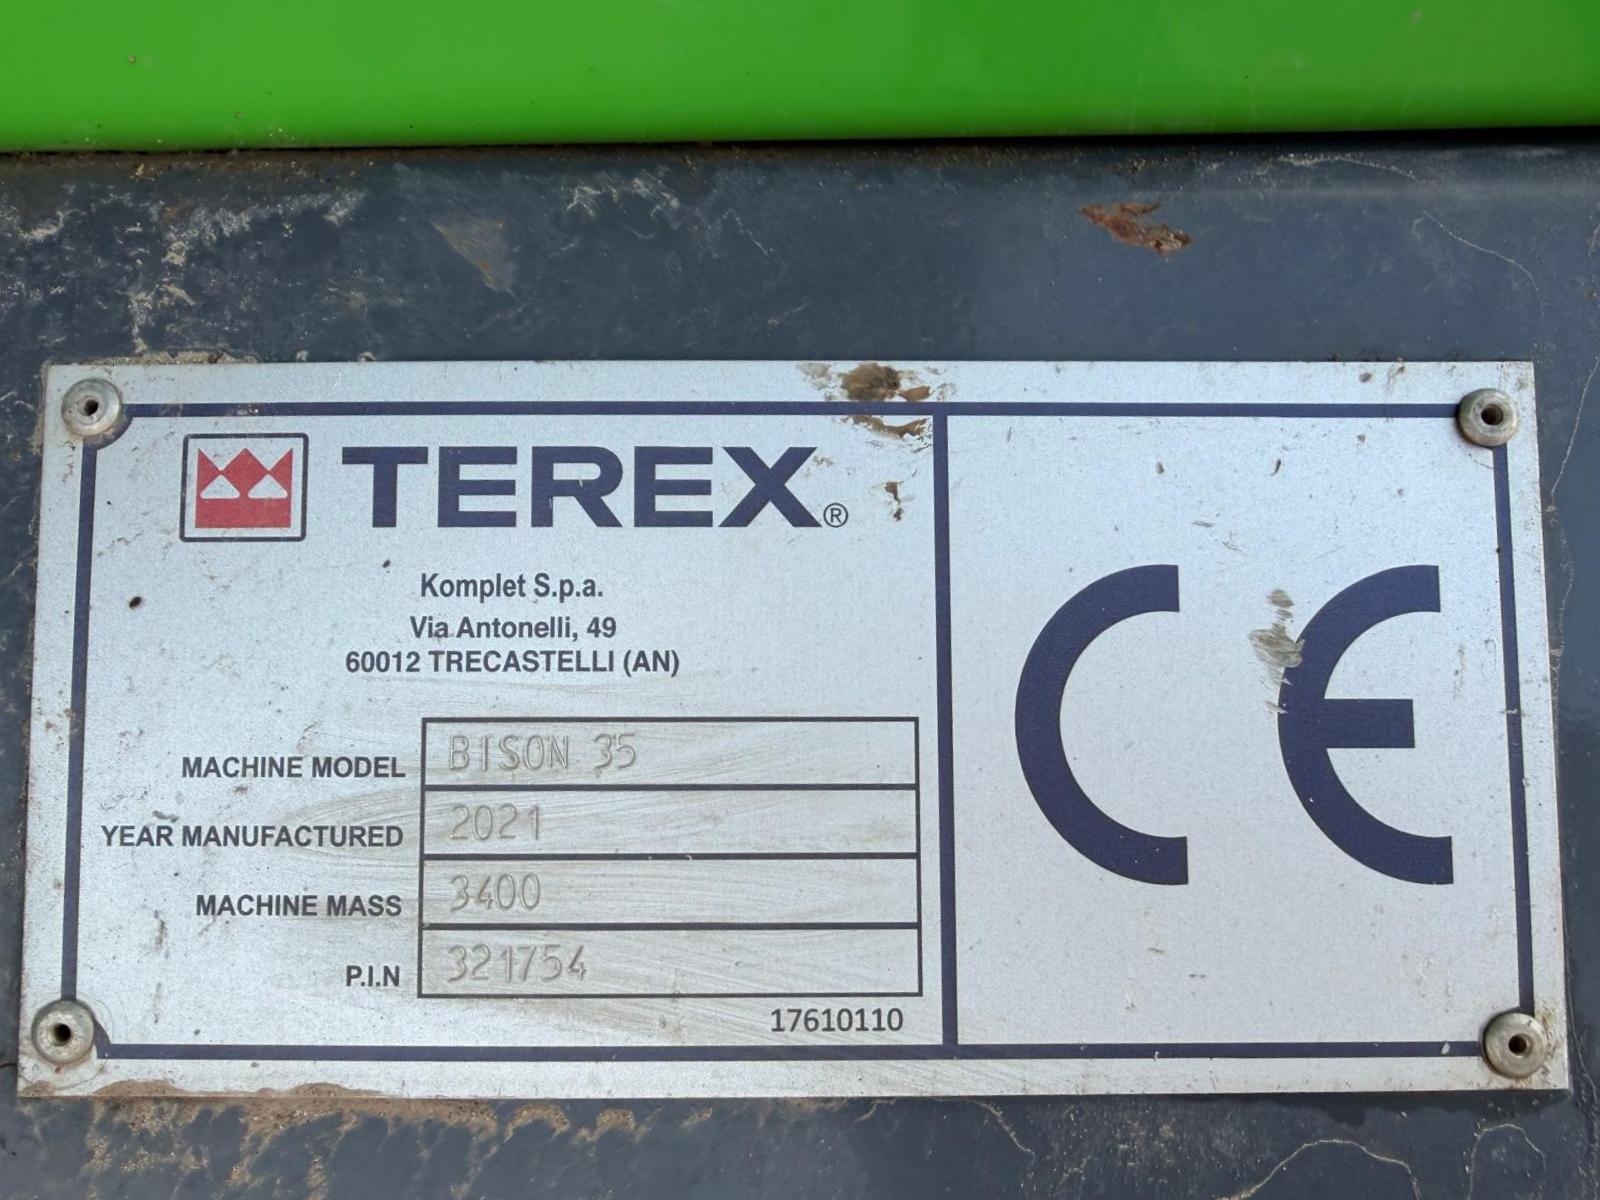 TEREX®
Komplet S.p.a.
Via Antonelli, 49
60012 TRECASTELLI (AN)
MACHINE MODEL BISON 35
YEAR MANUFACTURED 2021
MACHINE MASS 3400
P.I.N 321754
17610110
CE